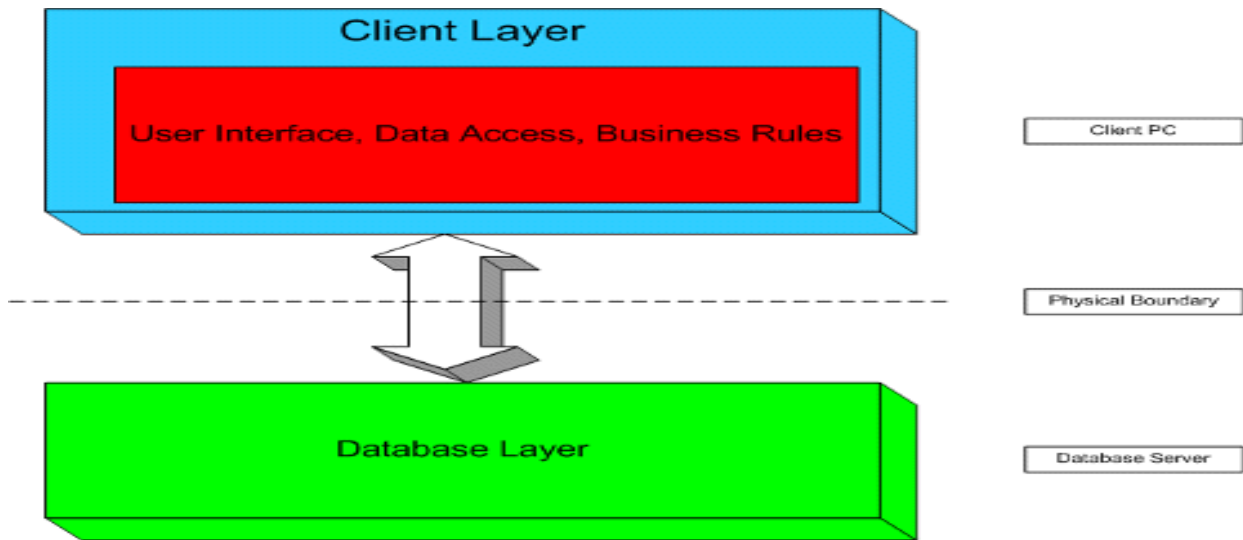 Client Layer
User Interface, Data Access, Business Rules
Client PC
Physical Boundary
Database Layer
Database Server